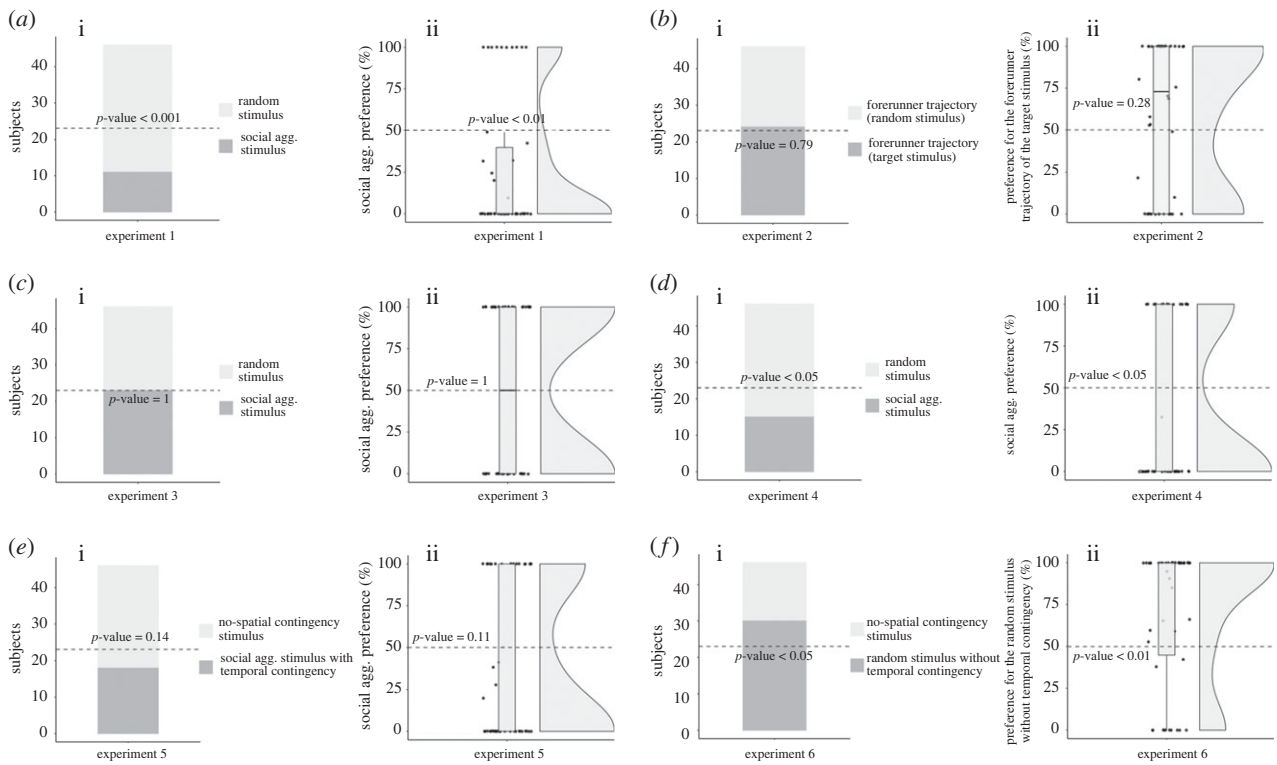 (a)
i
40
30
20
10
0
subjects
p-value < 0.001
random
stimulus
social agg.
stimulus
experiment 1
ii
100
75
50
25
0
social agg. preference (%)
p-value < 0.01
experiment 1
(b)
i
40
30
20
10
0
subjects
p-value = 0.79
forerunner trajectory
(random stimulus)
forerunner trajectory
(target stimulus)
experiment 2
ii
100
75
50
25
0
preference for the forerunner
trajectory of the target stimulus (%)
p-value = 0.28
experiment 2
(c)
i
40
30
20
10
0
subjects
p-value = 1
random
stimulus
social agg.
stimulus
experiment 3
ii
100
75
50
25
0
social agg. preference (%)
p-value = 1
experiment 3
(d)
i
40
30
20
10
0
subjects
p-value < 0.05
random
stimulus
social agg.
stimulus
experiment 4
ii
100
75
50
25
0
social agg. preference (%)
p-value < 0.05
experiment 4
(e)
i
40
30
20
10
0
subjects
p-value = 0.14
no-spatial contingency
stimulus
social agg. stimulus with
temporal contingency
experiment 5
ii
100
75
50
25
0
social agg. preference (%)
p-value = 0.11
experiment 5
(f)
i
40
30
20
10
0
subjects
p-value < 0.05
no-spatial contingency
stimulus
random stimulus without
temporal contingency
experiment 6
ii
100
75
50
25
0
preference for the random stimulus
without temporal contingency (%)
p-value < 0.01
experiment 6